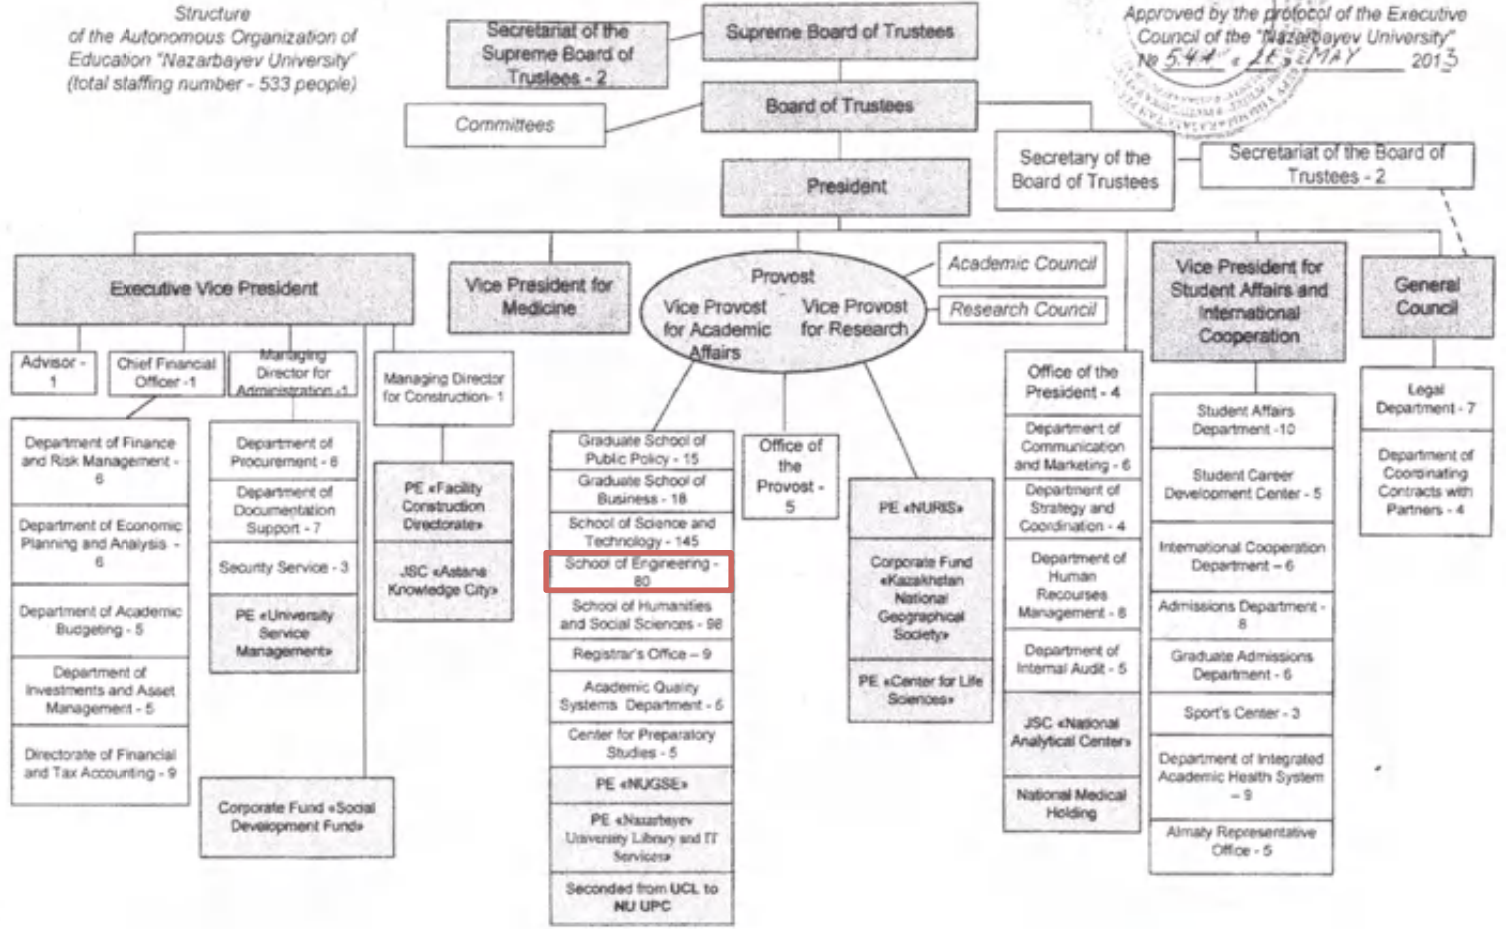 Structure
of the Autonomous Organization of
Education "Nazarbayev University"
(total staffing number - 533 people)
Secretariat of the
Supreme Board of
Trustees - 2
Supreme Board of Trustees
Approved by the protocol of the Executive
Council of the "Nazarbayev University"
№ 2013
Committees
Board of Trustees
Secretary of the
Board of Trustees
Secretariat of the Board of
Trustees - 2
President
Executive Vice President
Vice President for
Medicine
Provost
Vice Provost
for Academic
Affairs
Vice Provost
for Research
Academic Council
Research Council
Vice President for
Student Affairs and
International
Cooperation
General
Council
Advisor -
1
Chief Financial
Officer -1
Managing
Director for
Administration -1
Managing Director
for Construction- 1
Department of Finance
and Risk Management -
6
Department of Economic
Planning and Analysis -
6
Department of Academic
Budgeting - 5
Department of
Investments and Asset
Management - 5
Directorate of Financial
and Tax Accounting - 9
Department of
Procurement - 6
Department of
Documentation
Support - 7
Security Service - 3
PE «University
Service
Management»
Corporate Fund «Social
Development Fund»
PE «Facility
Construction
Directorate»
JSC «Astana
Knowledge City»
Graduate School of
Public Policy - 15
Graduate School of
Business - 18
School of Science and
Technology - 145
School of Engineering -
80
School of Humanities
and Social Sciences - 98
Registrar's Office – 9
Academic Quality
Systems Department -
Center for Preparatory
Studies - 5
PE «NUGSE»
PE «Nazarbayev
University Library and IT
Services»
Seconded from UCL to
NU UPC
Office of
the
Provost -
5
PE «NURIS»
Corporate Fund
«Kazakhstan
National
Geographical
Society»
PE «Center for Life
Sciences»
Office of the
President - 4
Department of
Communication
and Marketing - 6
Department of
Strategy and
Coordination - 4
Department of
Human
Recourses
Management - 8
Department of
Internal Audit - 5
JSC «National
Analytical Center»
National Medical
Holding
Student Affairs
Department -10
Student Career
Development Center - 5
International Cooperation
Department – 6
Admissions Department -
8
Graduate Admissions
Department - 6
Sport's Center - 3
Department of Integrated
Academic Health System
– 9
Almaty Representative
Office - 5
Legal
Department - 7
Department of
Coordinating
Contracts with
Partners - 4